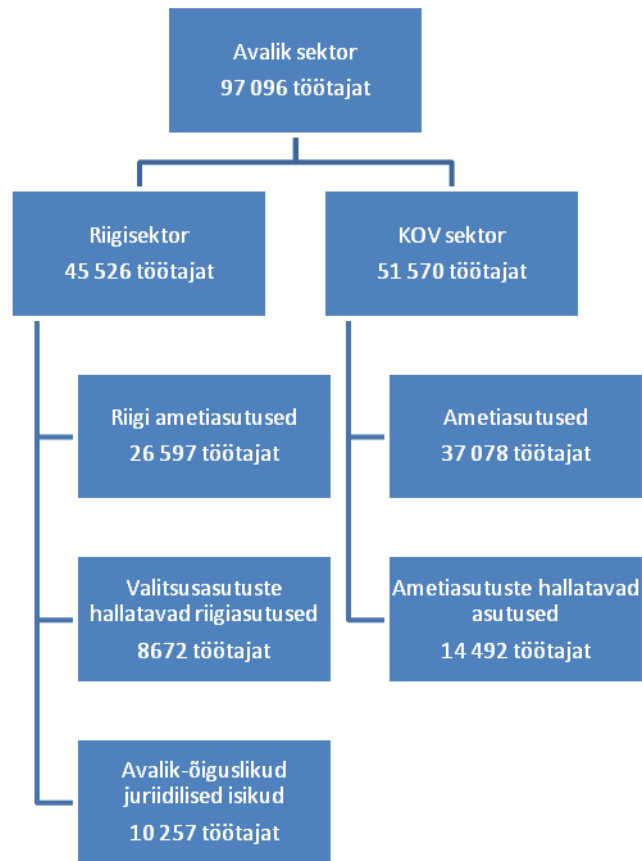 Avalik sektor
97 096 töötajat
Riigisektor
45 526 töötajat
KOV sektor
51 570 töötajat
Riigi ametiasutused
26 597 töötajat
Ametiasutused
37 078 töötajat
Valitsusasutuste
hallatavad riigiasutused
8672 töötajat
Ametiasutuste hallatavad
asutused
14 492 töötajat
Avalik-õiguslikud
juriidilised isikud
10 257 töötajat